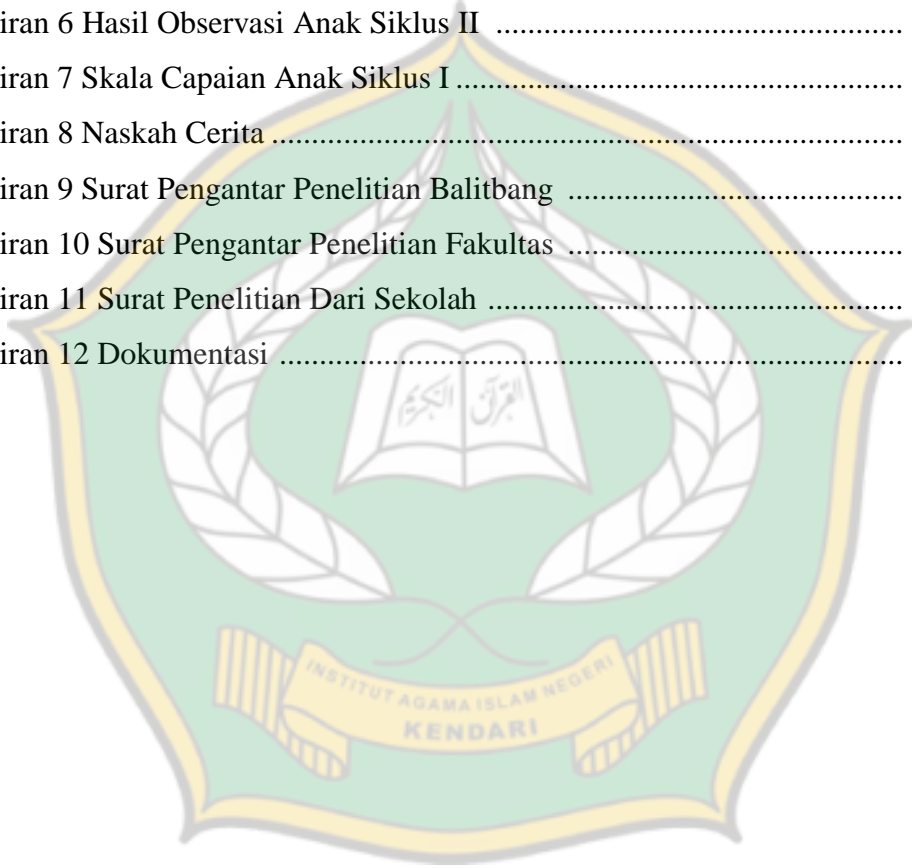 iran 6 Hasil Observasi Anak Siklus II ....................................................
iran 7 Skala Capaian Anak Siklus I .........................................................
iran 8 Naskah Cerita ................................................................................
iran 9 Surat Pengantar Penelitian Balitbang ...........................................
iran 10 Surat Pengantar Penelitian Fakultas ...........................................
iran 11 Surat Penelitian Dari Sekolah .....................................................
iran 12 Dokumentasi ...............................................................................
الكريم القرآن
INSTITUT AGAMA ISLAM NEGERI
KENDARI